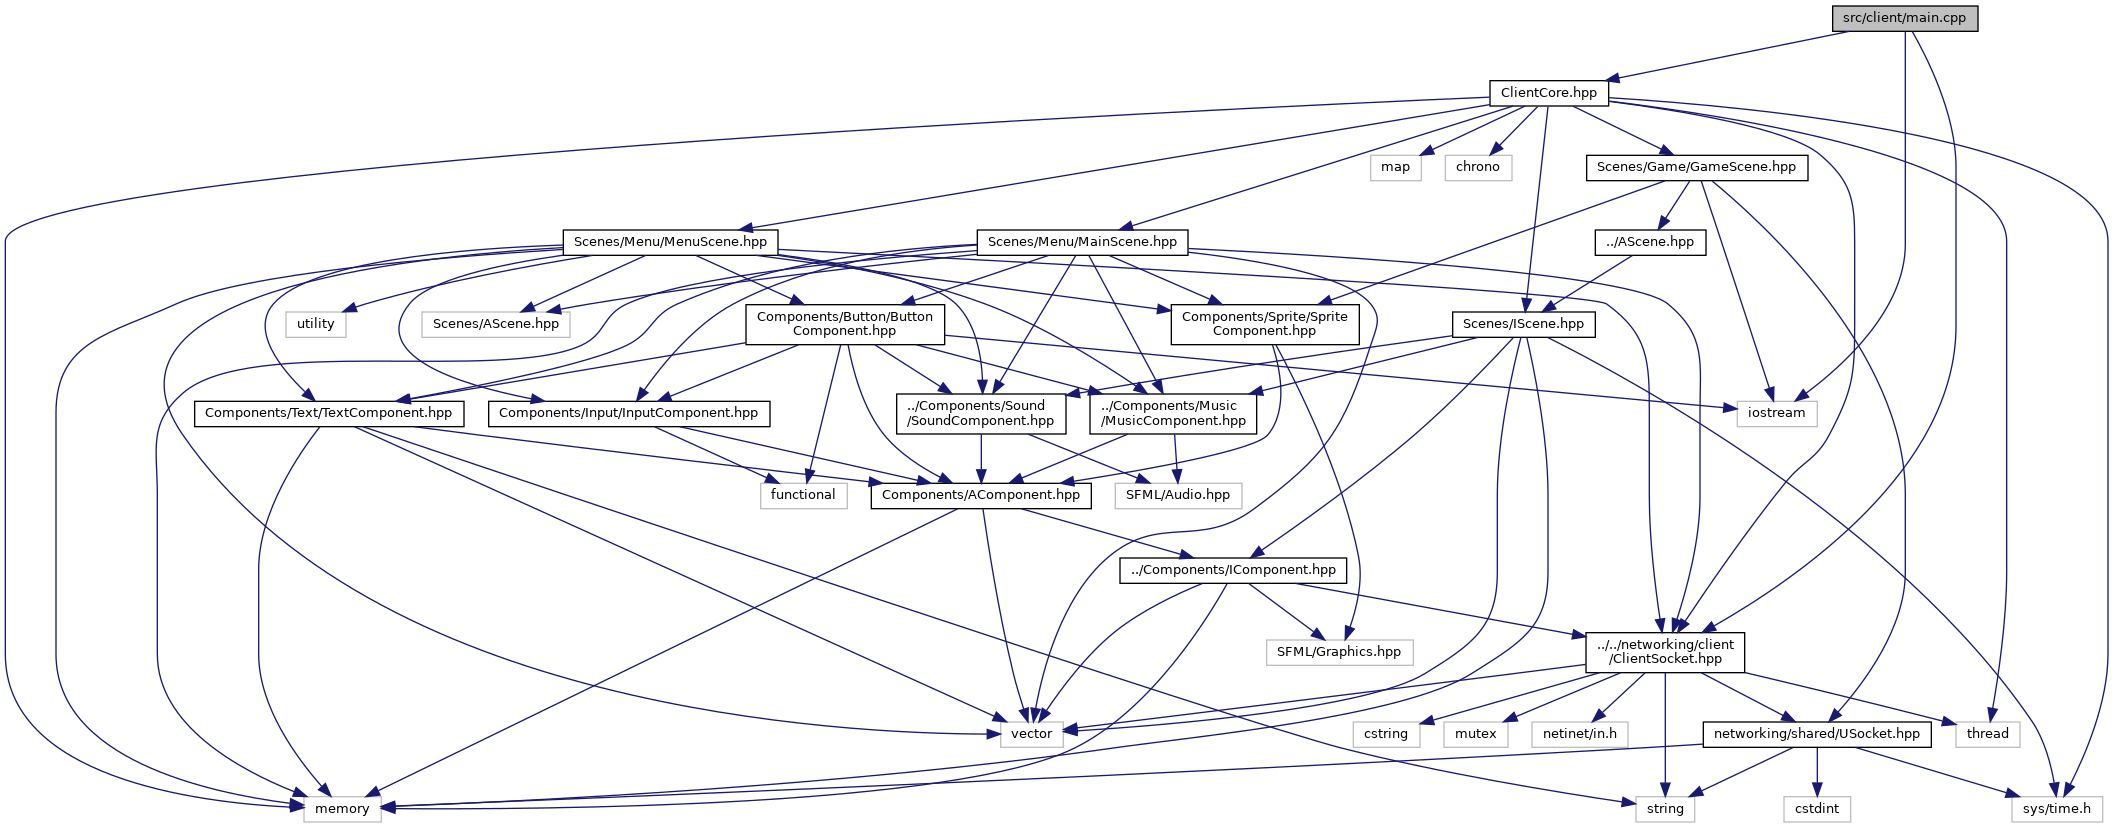 src/client/main.cpp
ClientCore.hpp
map
chrono
Scenes/Game/GameScene.hpp
Scenes/Menu/MenuScene.hpp
Scenes/Menu/MainScene.hpp
../AScene.hpp
utility
Scenes/AScene.hpp
Components/Button/Button
Component.hpp
Components/Sprite/Sprite
Component.hpp
Scenes/IScene.hpp
Components/Text/TextComponent.hpp
Components/Input/InputComponent.hpp
../Components/Sound
/SoundComponent.hpp
../Components/Music
/MusicComponent.hpp
iostream
functional
Components/AComponent.hpp
SFML/Audio.hpp
../Components/IComponent.hpp
SFML/Graphics.hpp
../../networking/client
/ClientSocket.hpp
vector
cstring
mutex
netinet/in.h
networking/shared/USocket.hpp
thread
memory
string
cstdint
sys/time.h